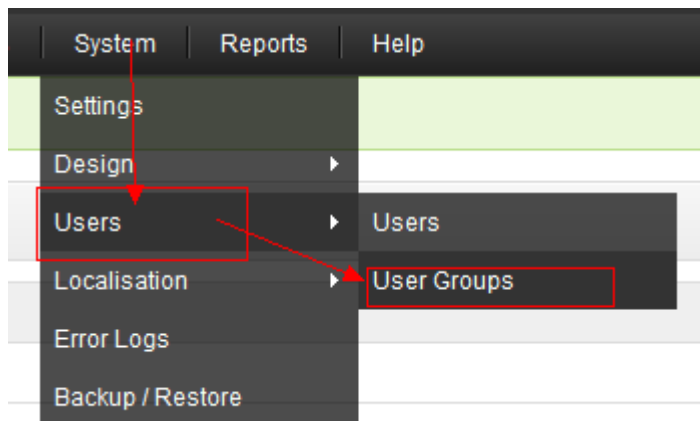 System Reports Help
Settings
Design
Users Users
Localisation User Groups
Error Logs
Backup / Restore